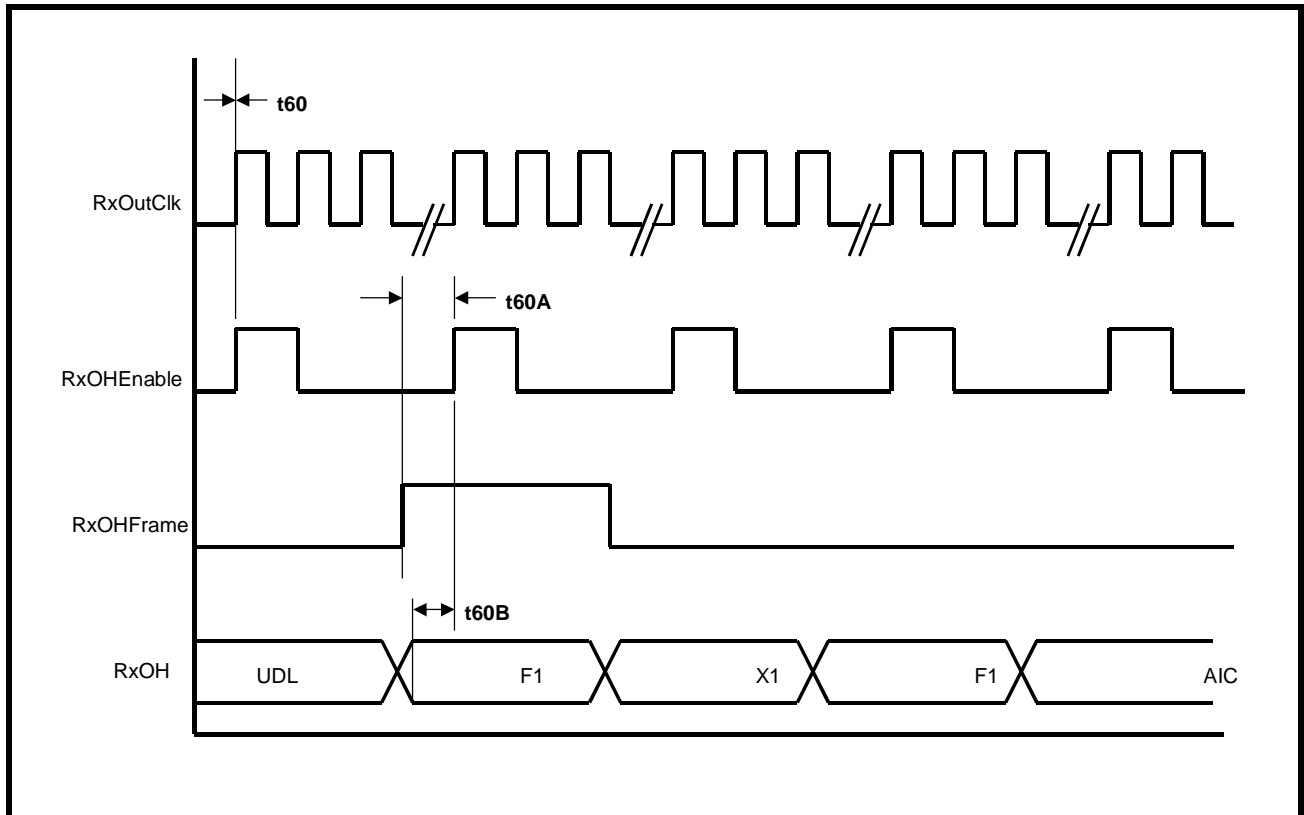 t60
RxOutClk
t60A
RxOHEnable
RxOHFrame
t60B
RxOH UDL F1 X1 F1 AIC